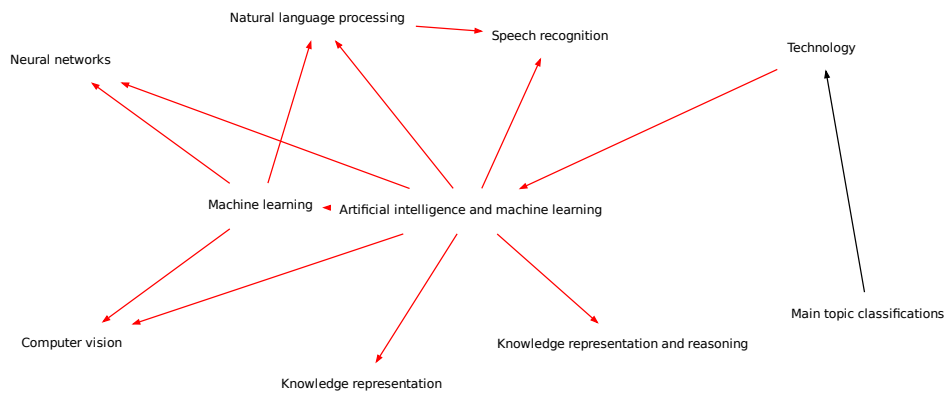 Natural language processing
Speech recognition
Technology
Neural networks
Machine learning
Artificial intelligence and machine learning
Main topic classifications
Computer vision
Knowledge representation and reasoning
Knowledge representation